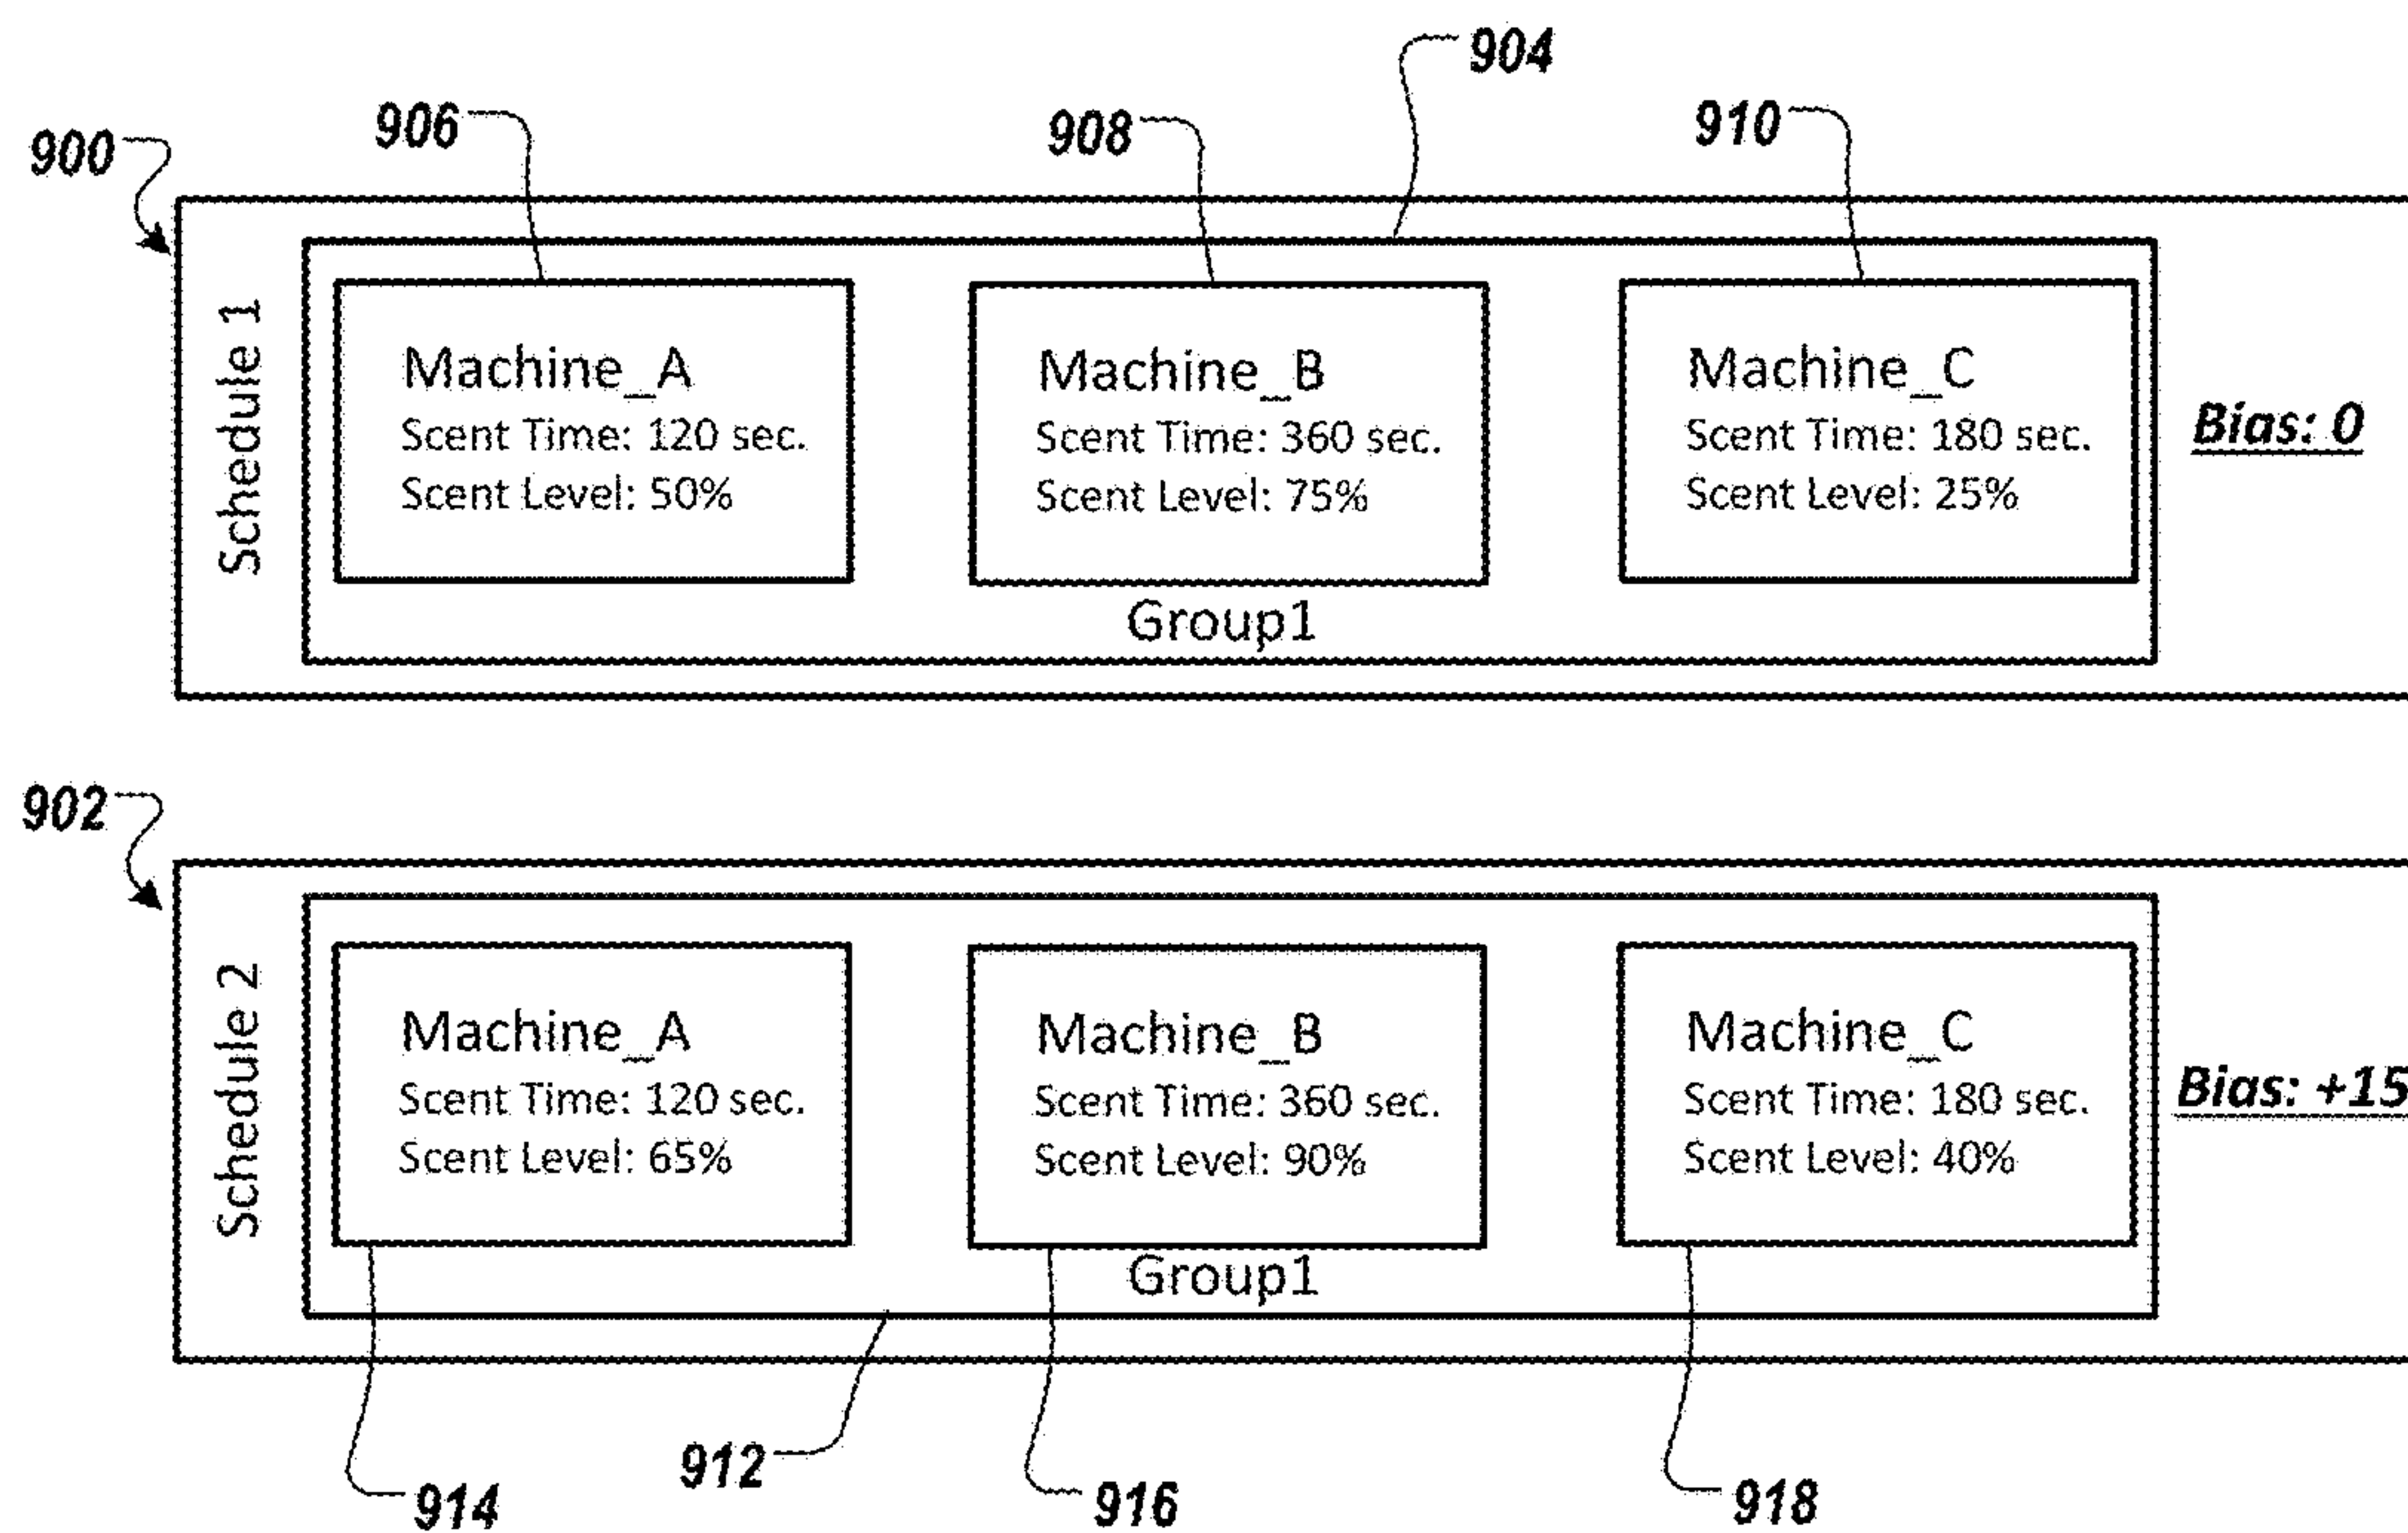 904
906
908
910
900
Schedule 1
Machine_A
Scent Time: 120 sec.
Scent Level: 50%
Machine_B
Scent Time: 360 sec.
Scent Level: 75%
Machine_C
Scent Time: 180 sec.
Scent Level: 25%
Bias: 0
Group1
902
Schedule 2
Machine_A
Scent Time: 120 sec.
Scent Level: 65%
Machine_B
Scent Time: 360 sec.
Scent Level: 90%
Machine_C
Scent Time: 180 sec.
Scent Level: 40%
Bias: +15
Group1
912
914
916
918